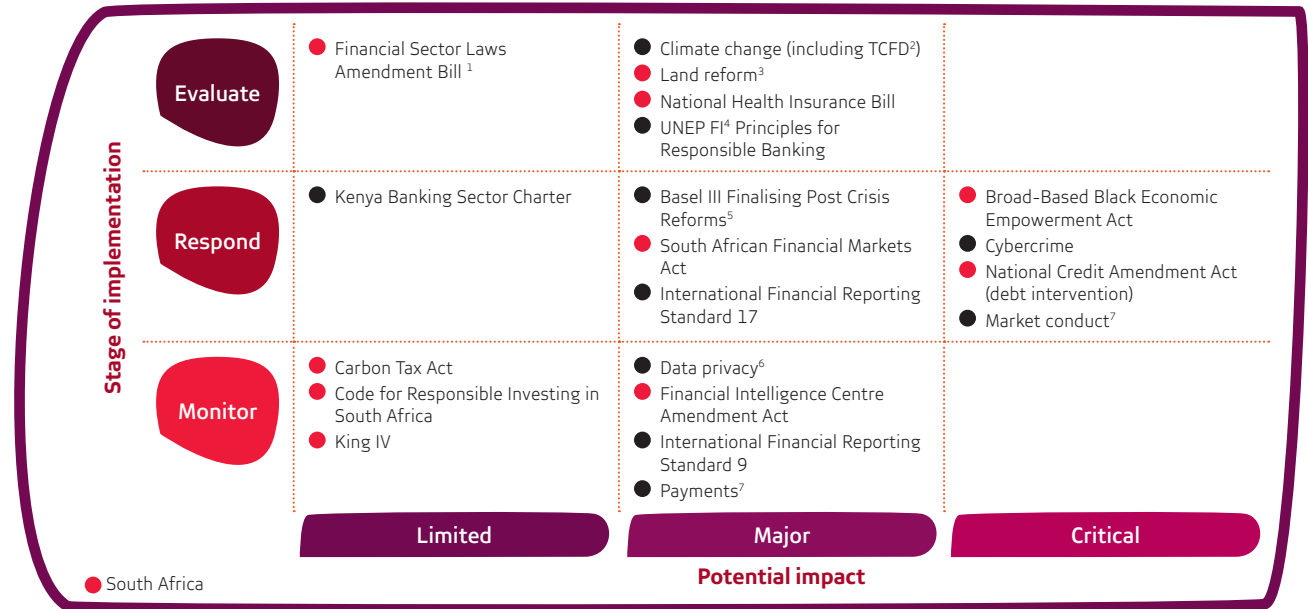 Stage of implementation
Evaluate
Financial Sector Laws
Amendment Bill ¹
Climate change (including TCFD²)
Land reform³
National Health Insurance Bill
UNEP FI⁴ Principles for
Responsible Banking
Respond
Kenya Banking Sector Charter
Basel III Finalising Post Crisis
Reforms⁵
South African Financial Markets
Act
International Financial Reporting
Standard 17
Broad-Based Black Economic
Empowerment Act
Cybercrime
National Credit Amendment Act
(debt intervention)
Market conduct⁷
Monitor
Carbon Tax Act
Code for Responsible Investing in
South Africa
King IV
Data privacy⁶
Financial Intelligence Centre
Amendment Act
International Financial Reporting
Standard 9
Payments⁷
Limited
Major
Critical
Potential impact
South Africa